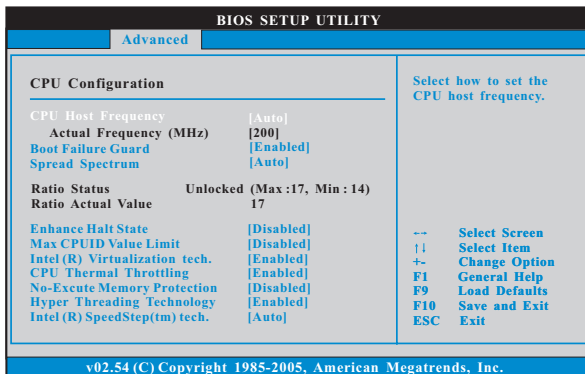 BIOS SETUP UTILITY
Advanced
CPU Configuration
CPU Host Frequency [Auto]
Actual Frequency (MHz) [200]
Boot Failure Guard [Enabled]
Spread Spectrum [Auto]
Ratio Status Unlocked (Max :17, Min : 14)
Ratio Actual Value 17
Enhance Halt State [Disabled]
Max CPUID Value Limit [Disabled]
Intel (R) Virtualization tech. [Enabled]
CPU Thermal Throttling [Enabled]
No-Excute Memory Protection [Disabled]
Hyper Threading Technology [Enabled]
Intel (R) SpeedStep(tm) tech. [Auto]
Select how to set the
CPU host frequency.
←→ Select Screen
↑↓ Select Item
+- Change Option
F1 General Help
F9 Load Defaults
F10 Save and Exit
ESC Exit
v02.54 (C) Copyright 1985-2005, American Megatrends, Inc.